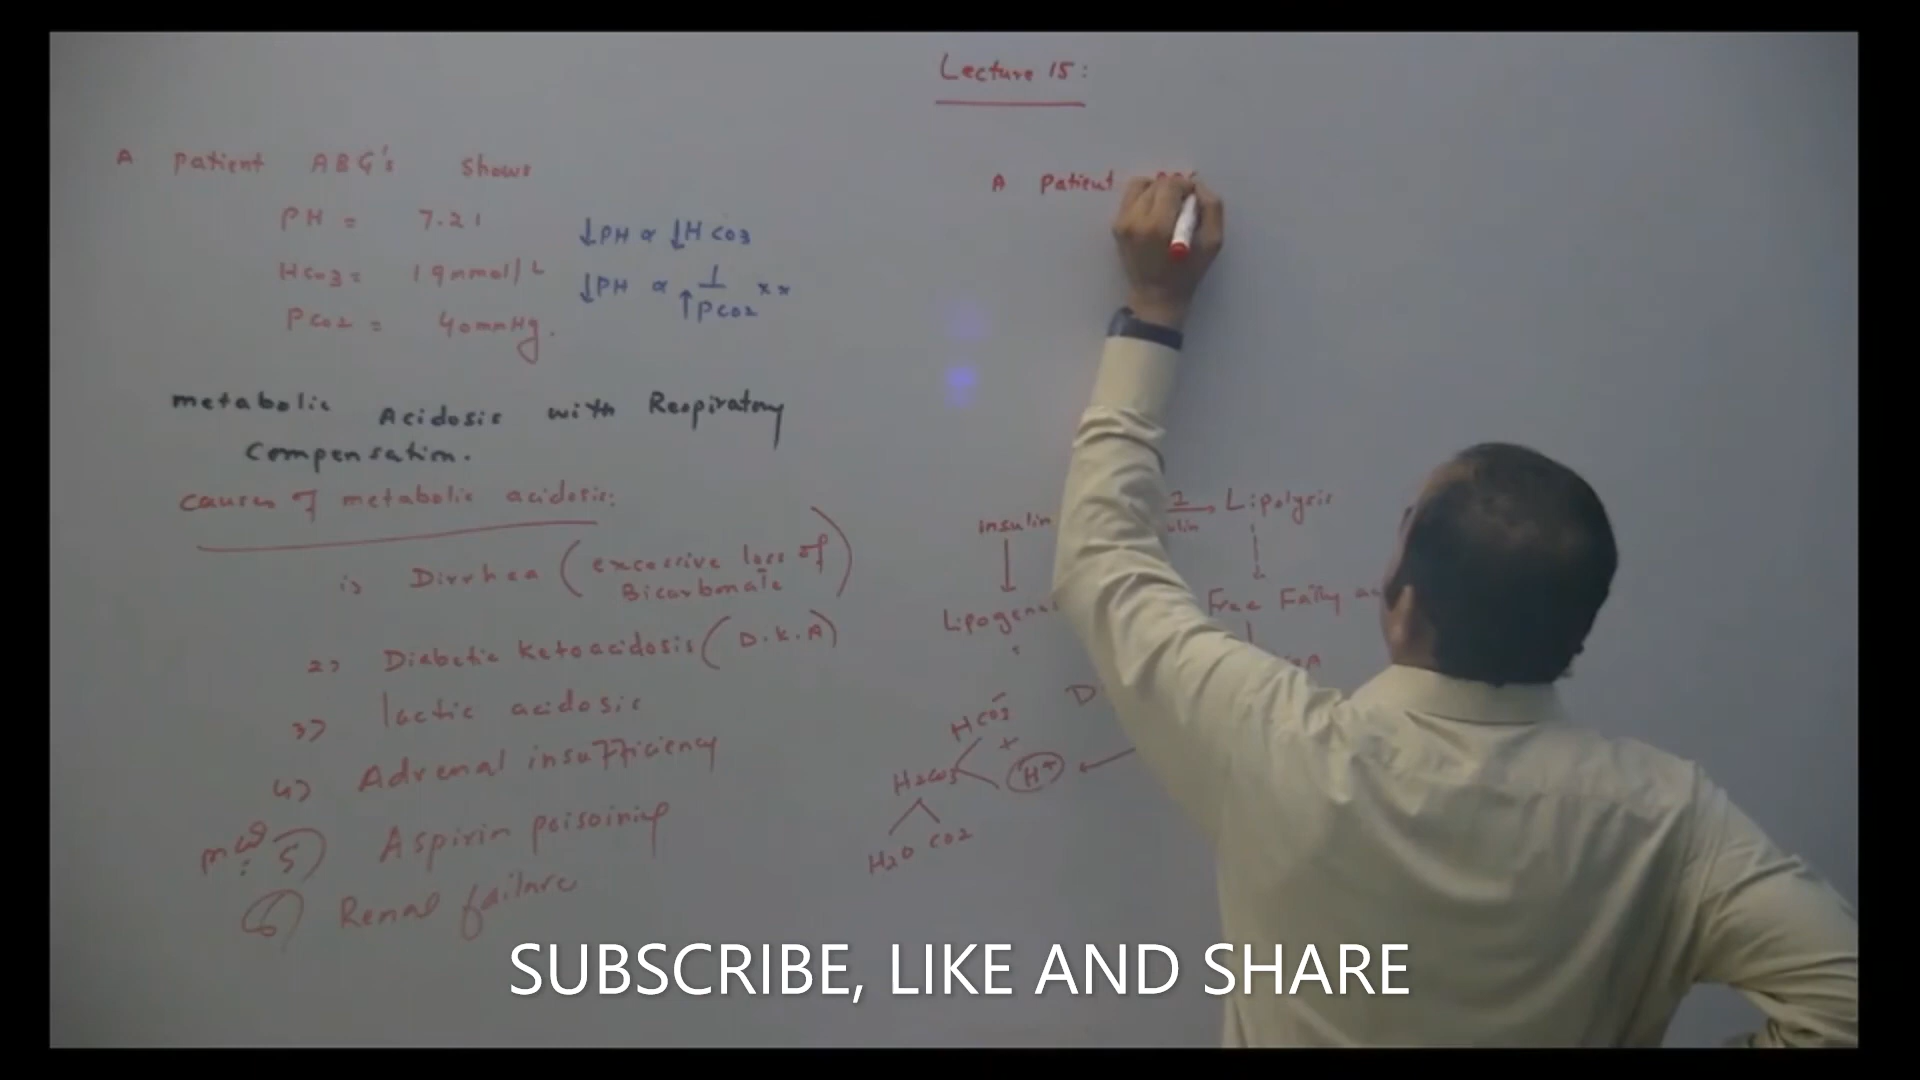 Lecture 15:
A patient ABG's shows
PH = 7.21
HCO3 = 19mmol/L
PCO2 = 40mmHg.
↓PH ∝ ↓HCO3
↓PH ∝ 1/↑PCO2 xx
metabolic Acidosis with Respiratory
Compensation.
causes of metabolic acidosis:
1) Dirrhea (excessive loss of
Bicarbonate)
2) Diabetic Ketoacidosis (D.K.A)
3) lactic acidosis
4) Adrenal insufficiency
5) Aspirin poisoining
6) Renal failure
A Patient
insulin
Lipogenes
Lipolysis
Free Fatty
D
HCO3-
+
H2CO3
H+
H2O CO2
SUBSCRIBE, LIKE AND SHARE